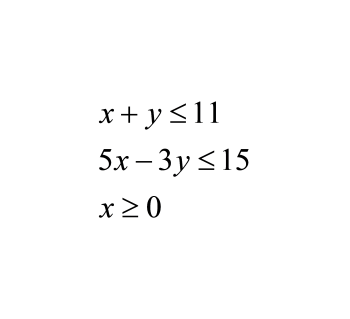 x + y ≤ 11
5x − 3y ≤ 15
x ≥ 0